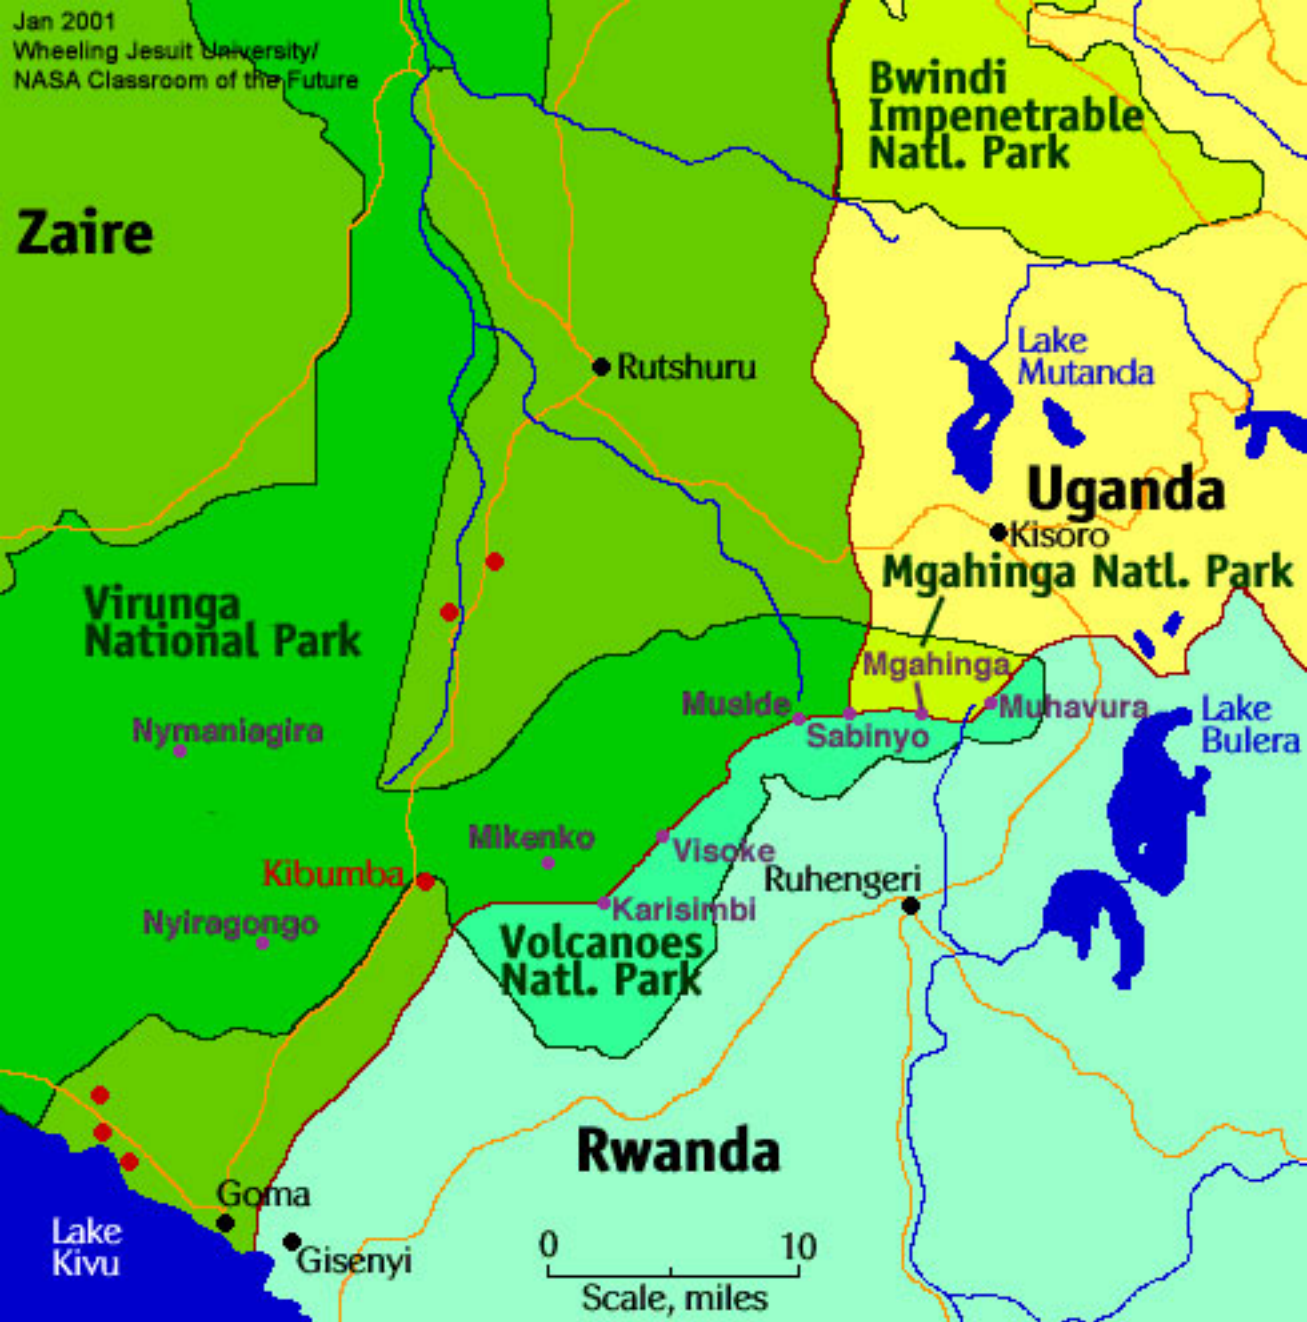 Jan 2001
Wheeling Jesuit University/
NASA Classroom of the Future
Bwindi
Impenetrable
Natl. Park
Zaire
Lake
Mutanda
Rutshuru
Uganda
Kisoro
Mgahinga Natl. Park
Virunga
National Park
Mgahinga
Muside
Muhavura
Sabinyo
Lake
Bulera
Nymaniagira
Mikenko
Visoke
Kibumba
Ruhengeri
Karisimbi
Nyiragongo
Volcanoes
Natl. Park
Rwanda
Goma
Lake
Kivu
Gisenyi
0 10
Scale, miles